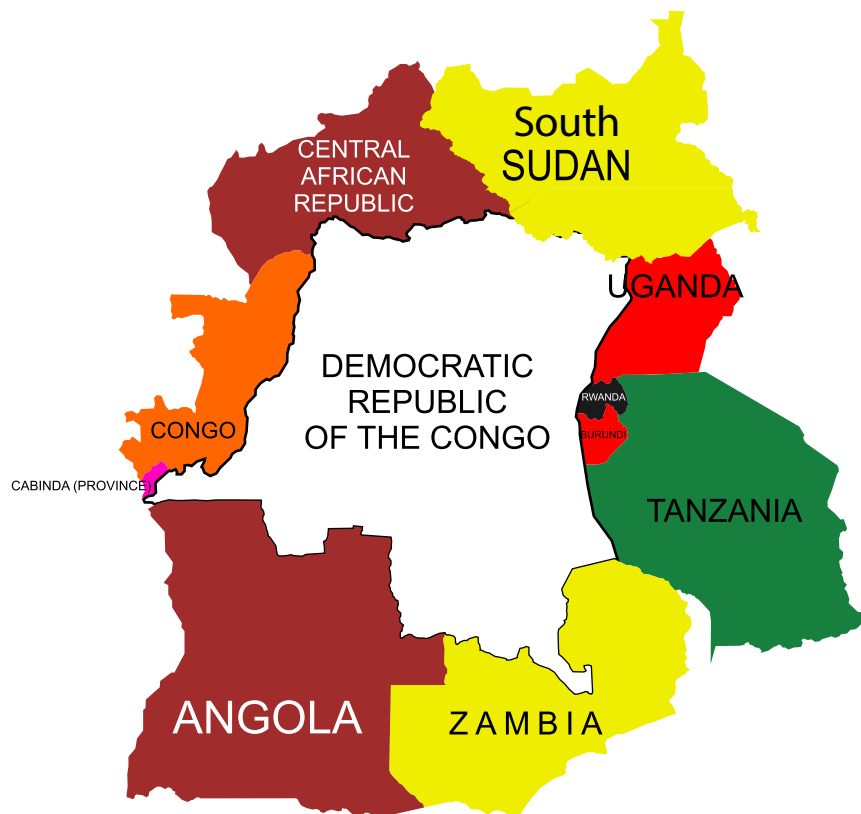 South
SUDAN
CENTRAL
AFRICAN
REPUBLIC
UGANDA
DEMOCRATIC
REPUBLIC
OF THE CONGO
RWANDA
CONGO
BURUNDI
CABINDA (PROVINCE)
TANZANIA
ANGOLA
ZAMBIA